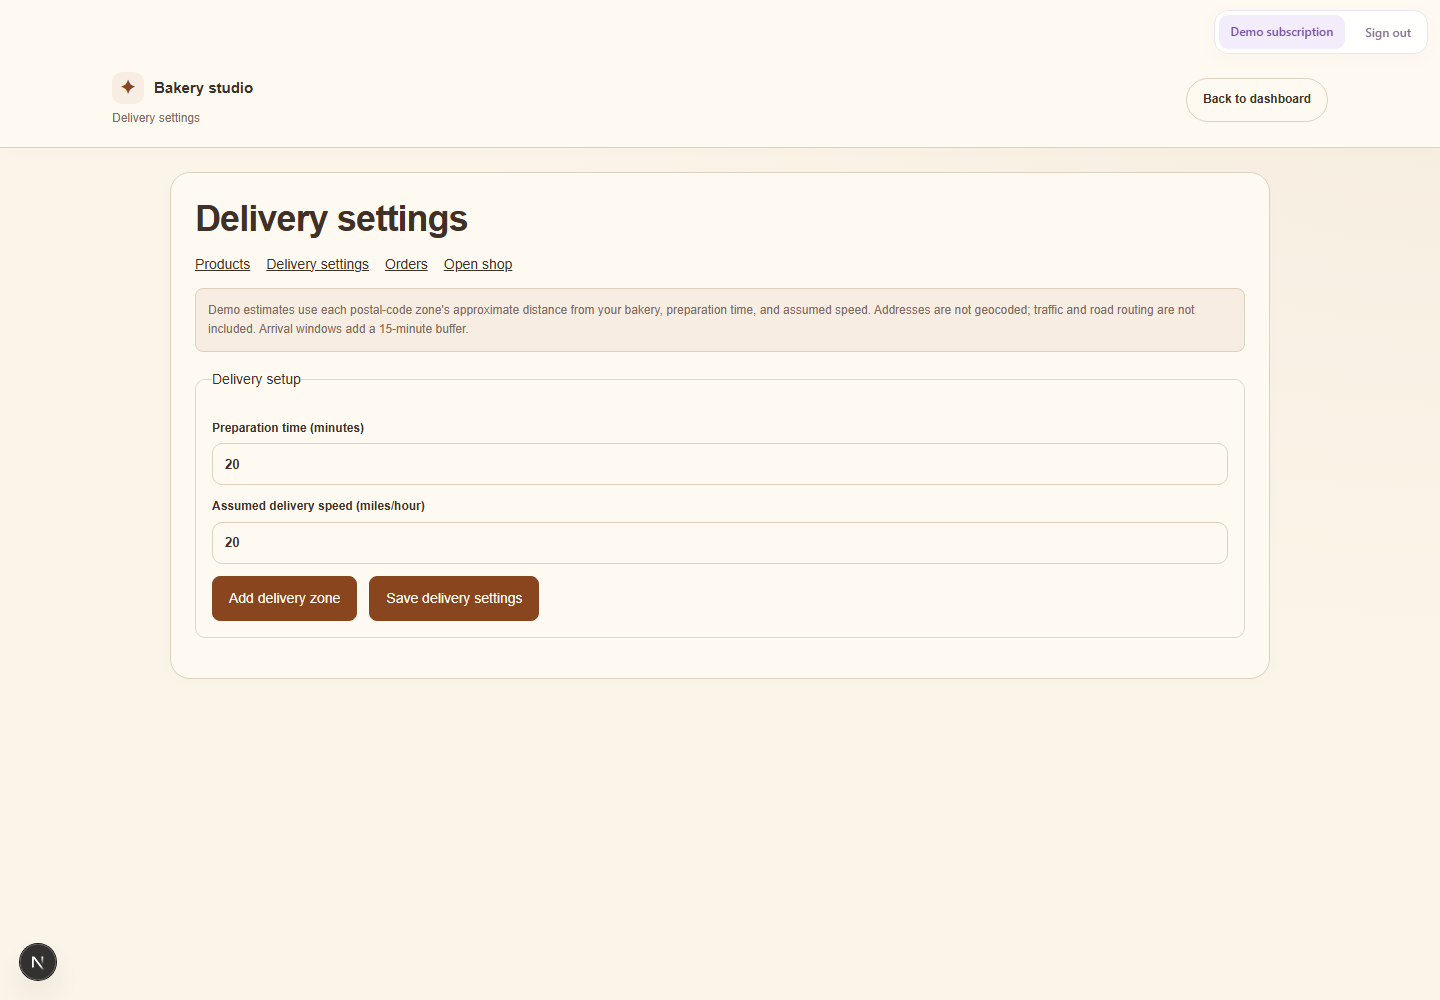 Demo subscription
Sign out
Bakery studio
Delivery settings
Back to dashboard
Delivery settings
Products
Delivery settings
Orders
Open shop
Demo estimates use each postal-code zone's approximate distance from your bakery, preparation time, and assumed speed. Addresses are not geocoded; traffic and road routing are not
included. Arrival windows add a 15-minute buffer.
Delivery setup
Preparation time (minutes)
20
Assumed delivery speed (miles/hour)
20
Add delivery zone
Save delivery settings
N